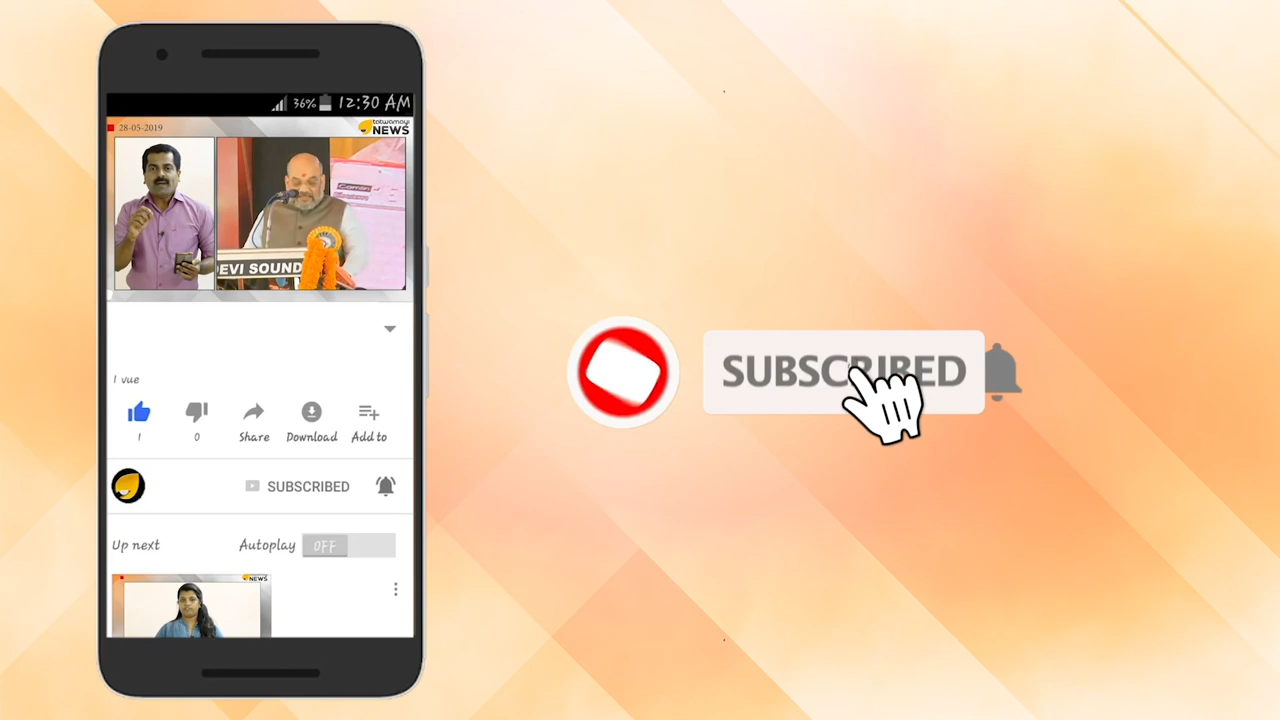 36% 12:30 AM
28-05-2019
tatwamayi
NEWS
DEVI SOUND
1 vue
1
0
Share
Download
Add to
SUBSCRIBED
Up next
Autoplay
OFF
NEWS
SUBSCRIBED